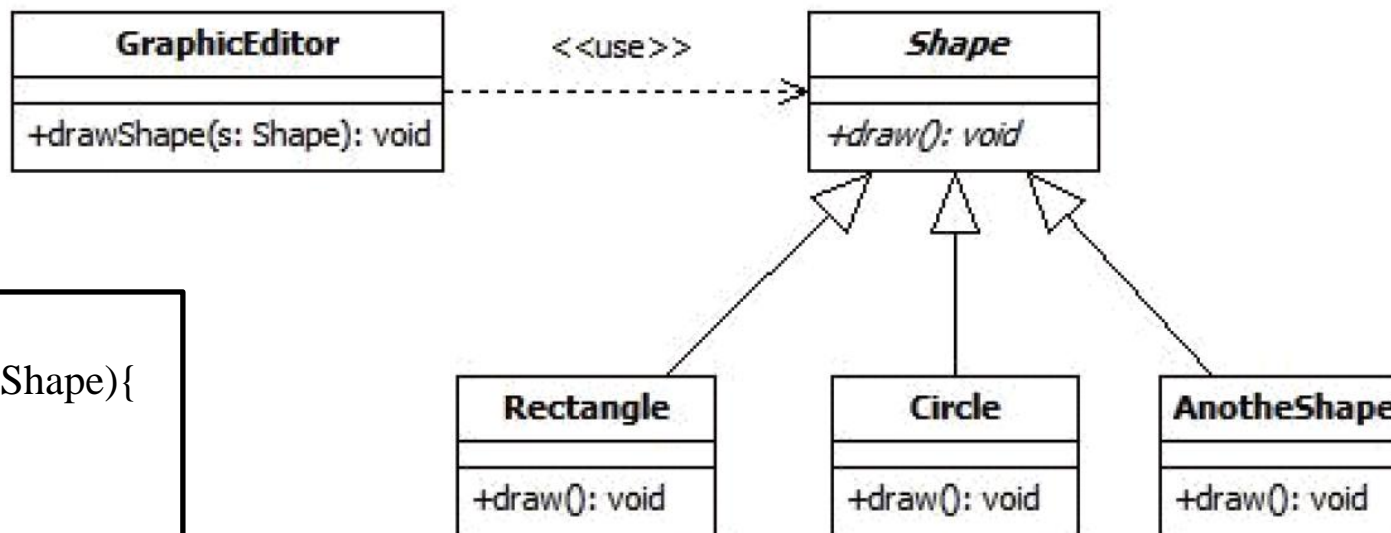 GraphicEditor
+drawShape(s: Shape): void
<<use>>
Shape
+draw(): void
Shape){
Rectangle
+draw(): void
Circle
+draw(): void
AnotheShape
+draw(): void